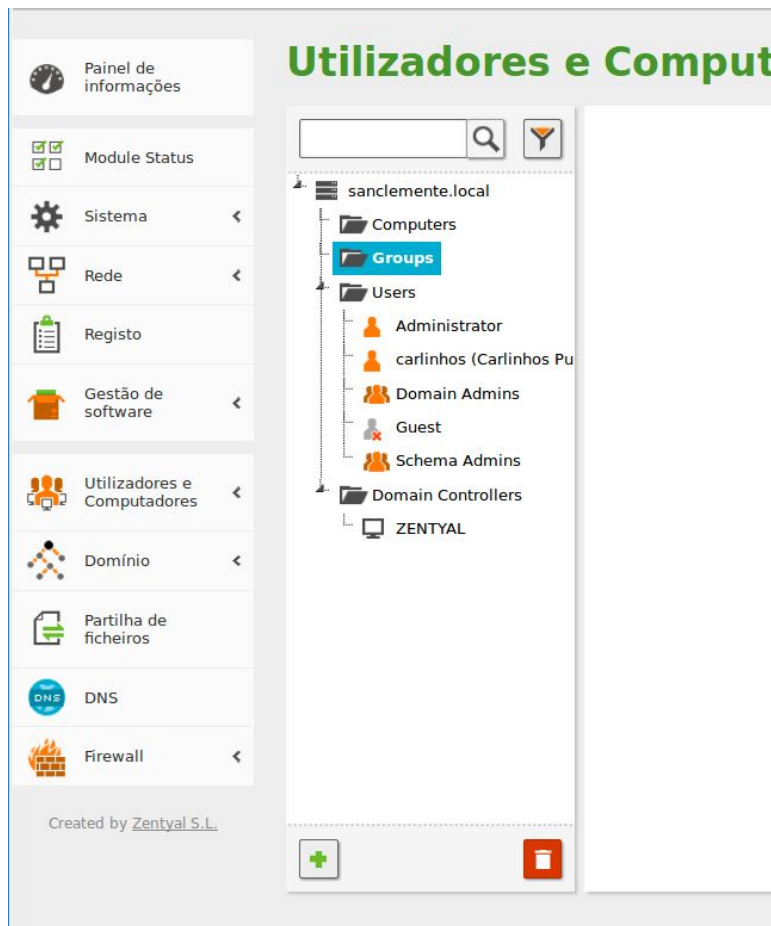 Utilizadores e Comput
Painel de
informações
Module Status
Sistema
Rede
Registo
Gestão de
software
Utilizadores e
Computadores
Domínio
Partilha de
ficheiros
DNS
DNS
Firewall
Created by Zentyal S.L.
sanclemente.local
Computers
Groups
Users
Administrator
carlinhos (Carlinhos Pu
Domain Admins
Guest
Schema Admins
Domain Controllers
ZENTYAL